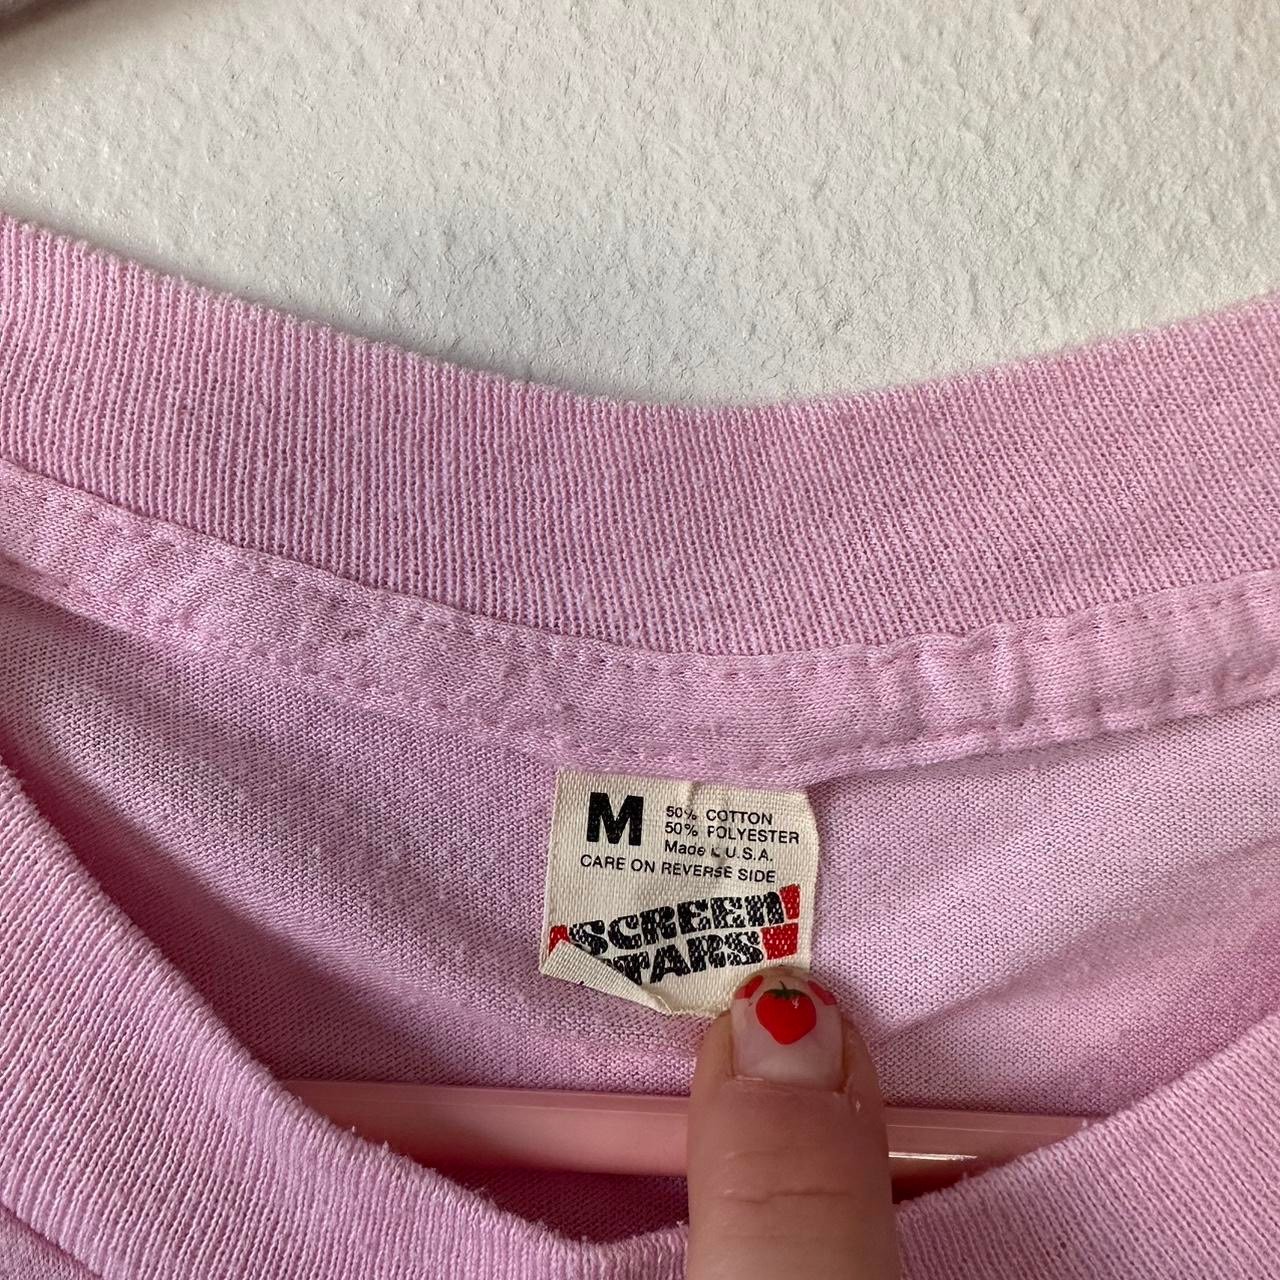 M
50% COTTON
50% POLYESTER
Made U.S.A.
CARE ON REVERSE SIDE
SCREEN
STARS